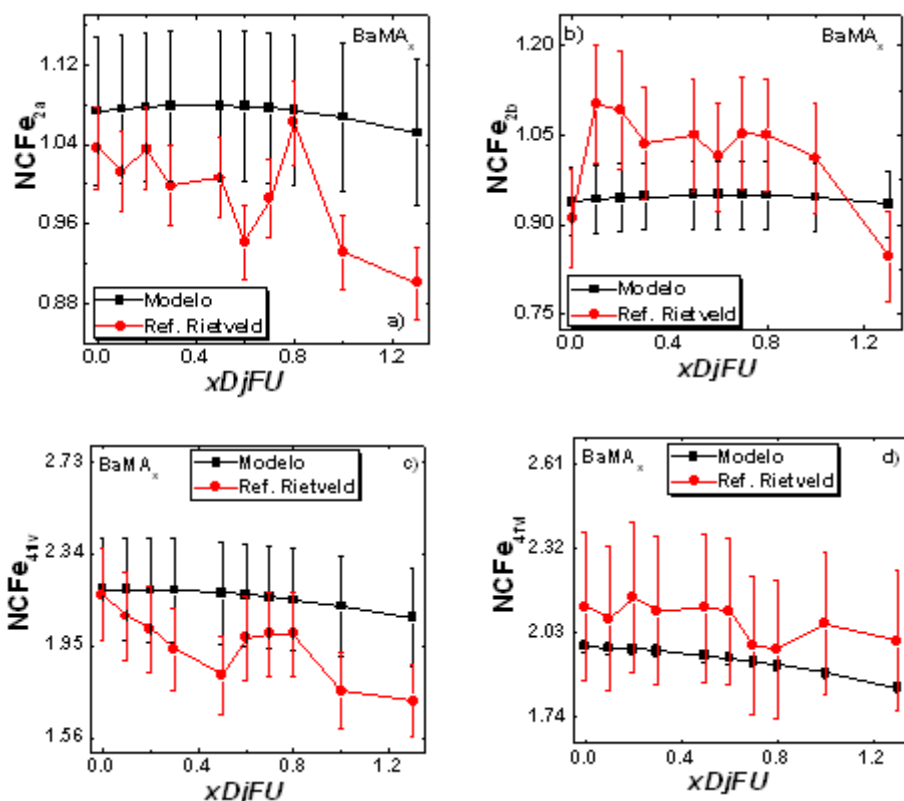 BaMAₓ
1.12
1.04
0.96
0.88
NCFe₂ₐ
Modelo
Ref. Rietveld
a)
0.0 0.4 0.8 1.2
xDjFU
b)
BaMAₓ
1.20
1.05
0.90
0.75
NCFe₂b
Modelo
Ref. Rietveld
0.0 0.4 0.8 1.2
xDjFU
BaMAₓ
Modelo
Ref. Rietveld
c)
2.73
2.34
1.95
1.56
0.0 0.4 0.8 1.2
xDjFU
BaMAₓ
Modelo
Ref. Rietveld
d)
2.61
2.32
2.03
1.74
0.0 0.4 0.8 1.2
xDjFU